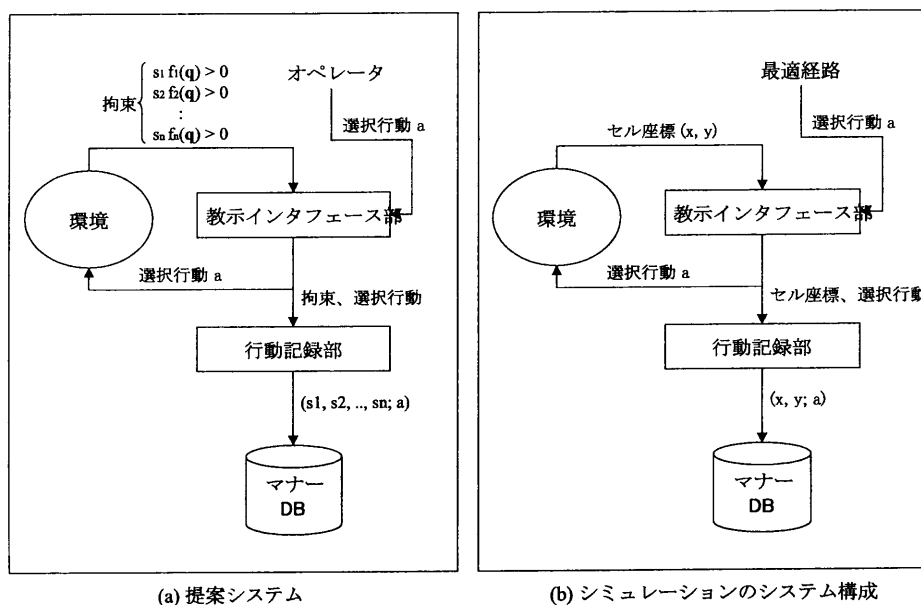 s1 f1(q) > 0
s2 f2(q) > 0
:
sn fn(q) > 0
拘束
オペレータ
選択行動 a
環境
教示インタフェース部
選択行動 a
拘束、選択行動
行動記録部
(s1, s2, .., sn; a)
マナー
DB
(a) 提案システム
最適経路
選択行動 a
セル座標 (x, y)
環境
教示インタフェース部
選択行動 a
セル座標、選択行動
行動記録部
(x, y; a)
マナー
DB
(b) シミュレーションのシステム構成